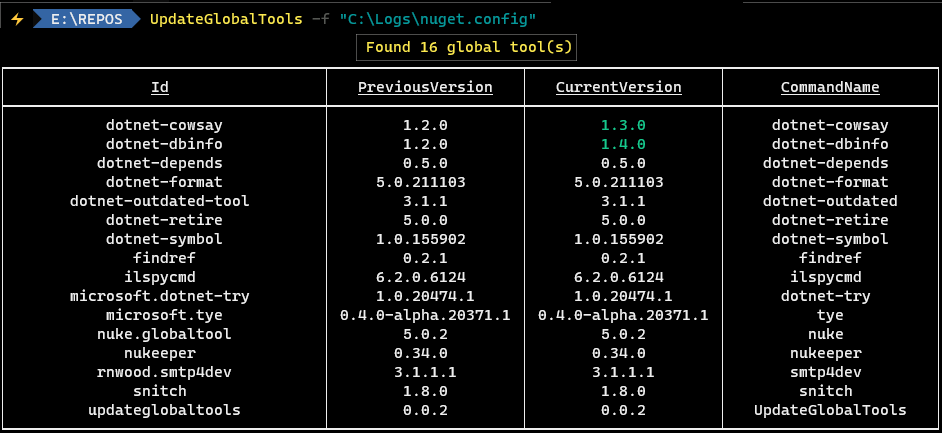 E:\REPOS UpdateGlobalTools -f "C:\Logs\nuget.config"
Found 16 global tool(s)
Id PreviousVersion CurrentVersion CommandName
dotnet-cowsay 1.2.0 1.3.0 dotnet-cowsay
dotnet-dbinfo 1.2.0 1.4.0 dotnet-dbinfo
dotnet-depends 0.5.0 0.5.0 dotnet-depends
dotnet-format 5.0.211103 5.0.211103 dotnet-format
dotnet-outdated-tool 3.1.1 3.1.1 dotnet-outdated
dotnet-retire 5.0.0 5.0.0 dotnet-retire
dotnet-symbol 1.0.155902 1.0.155902 dotnet-symbol
findref 0.2.1 0.2.1 findref
ilspycmd 6.2.0.6124 6.2.0.6124 ilspycmd
microsoft.dotnet-try 1.0.20474.1 1.0.20474.1 dotnet-try
microsoft.tye 0.4.0-alpha.20371.1 0.4.0-alpha.20371.1 tye
nuke.globaltool 5.0.2 5.0.2 nuke
nukeeper 0.34.0 0.34.0 nukeeper
rnwood.smtp4dev 3.1.1.1 3.1.1.1 smtp4dev
snitch 1.8.0 1.8.0 snitch
updateglobaltools 0.0.2 0.0.2 UpdateGlobalTools